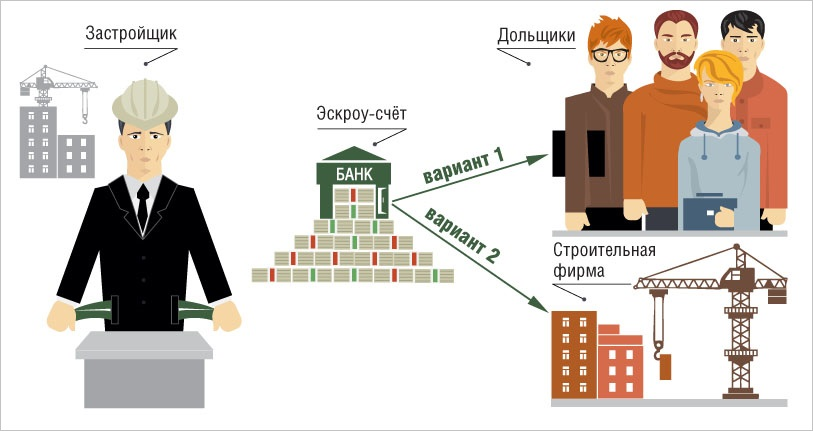 Застройщик
Эскроу-счёт
БАНК
вариант 1
вариант 2
Дольщики
Строительная
фирма